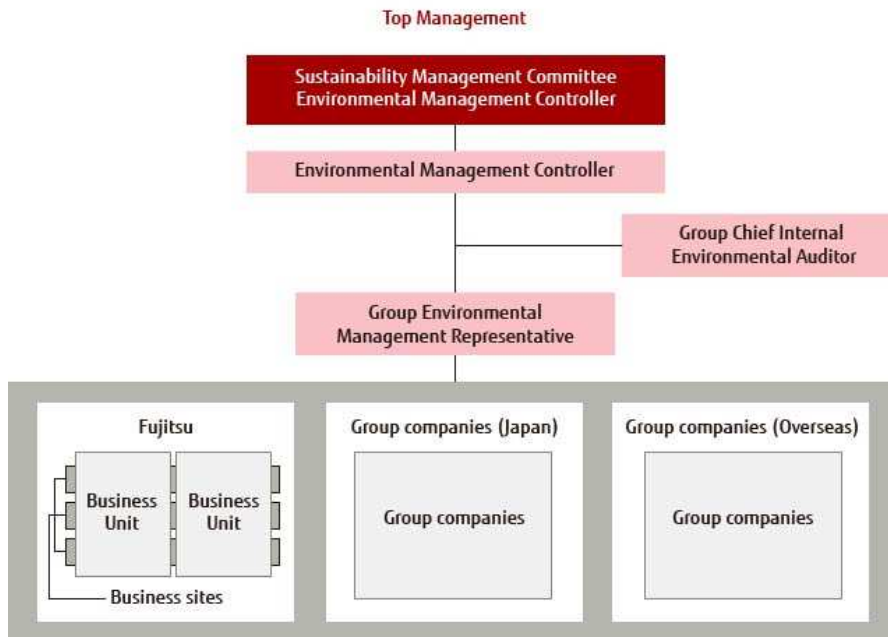 Top Management
Sustainability Management Committee
Environmental Management Controller
Environmental Management Controller
Group Chief Internal
Environmental Auditor
Group Environmental
Management Representative
Fujitsu
Business
Unit
Business
Unit
Business sites
Group companies (Japan)
Group companies
Group companies (Overseas)
Group companies